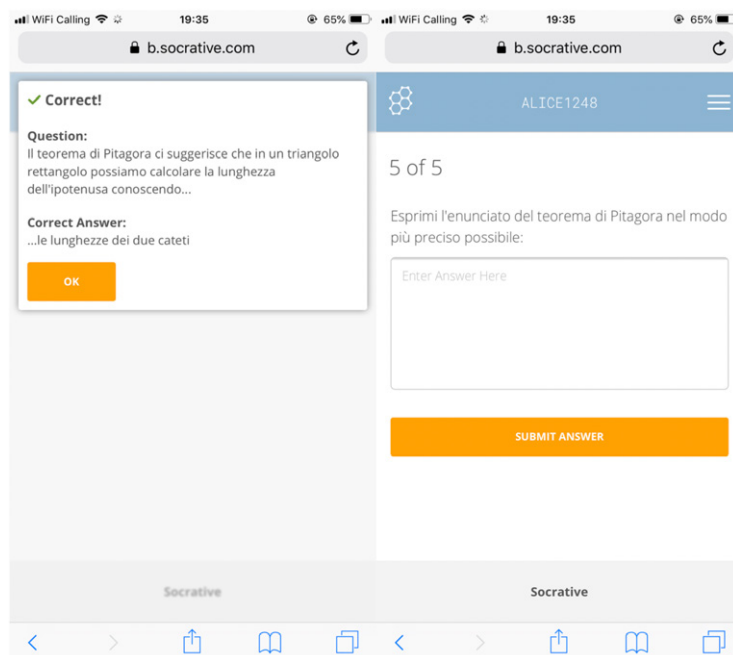 WiFi Calling 19:35 65%
b.socrative.com
✓ Correct!
Question:
Il teorema di Pitagora ci suggerisce che in un triangolo
rettangolo possiamo calcolare la lunghezza
dell'ipotenusa conoscendo...
Correct Answer:
...le lunghezze dei due cateti
OK
Socrative
WiFi Calling 19:35 65%
b.socrative.com
ALICE1248
5 of 5
Esprimi l'enunciato del teorema di Pitagora nel modo
più preciso possibile:
Enter Answer Here
SUBMIT ANSWER
Socrative